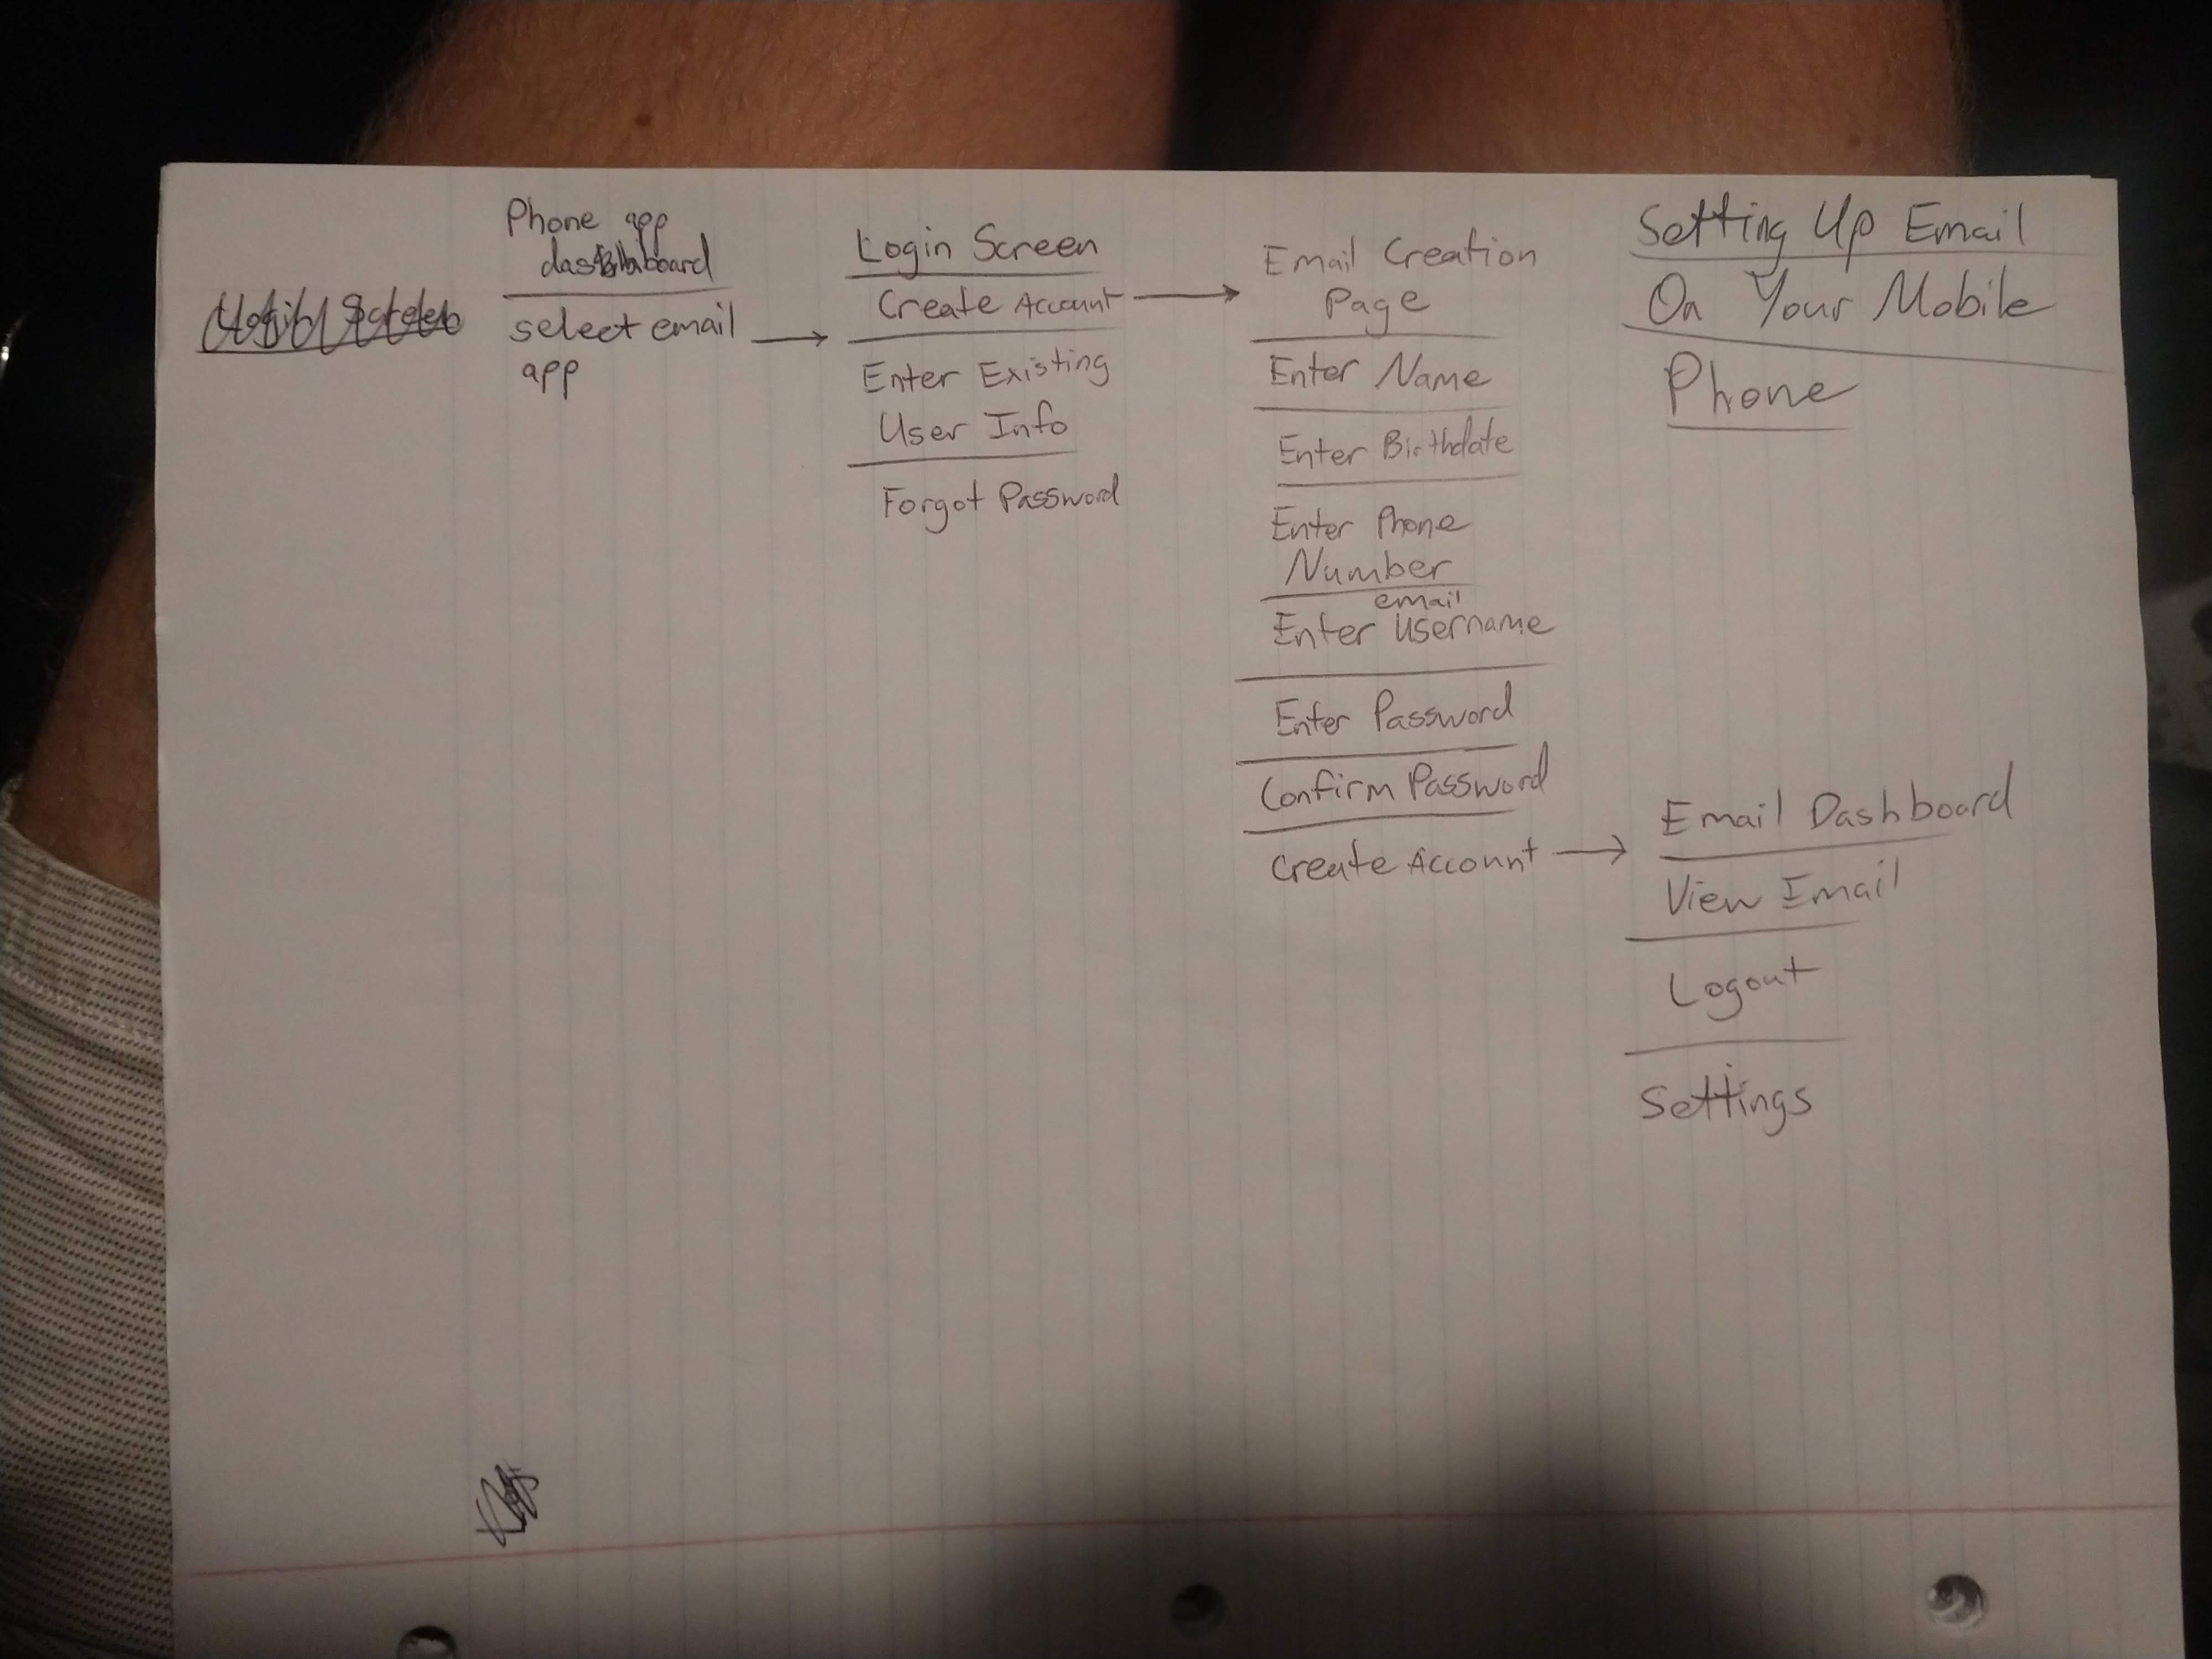 Setting Up Email
On Your Mobile
Phone
Phone app
dashboard
select email
app
Login Screen
Create Account
Enter Existing
User Info
Forgot Password
Email Creation
Page
Enter Name
Enter Birthdate
Enter Phone
Number
email
Enter Username
Enter Password
Confirm Password
Create Account
Email Dashboard
View Email
Logout
Settings